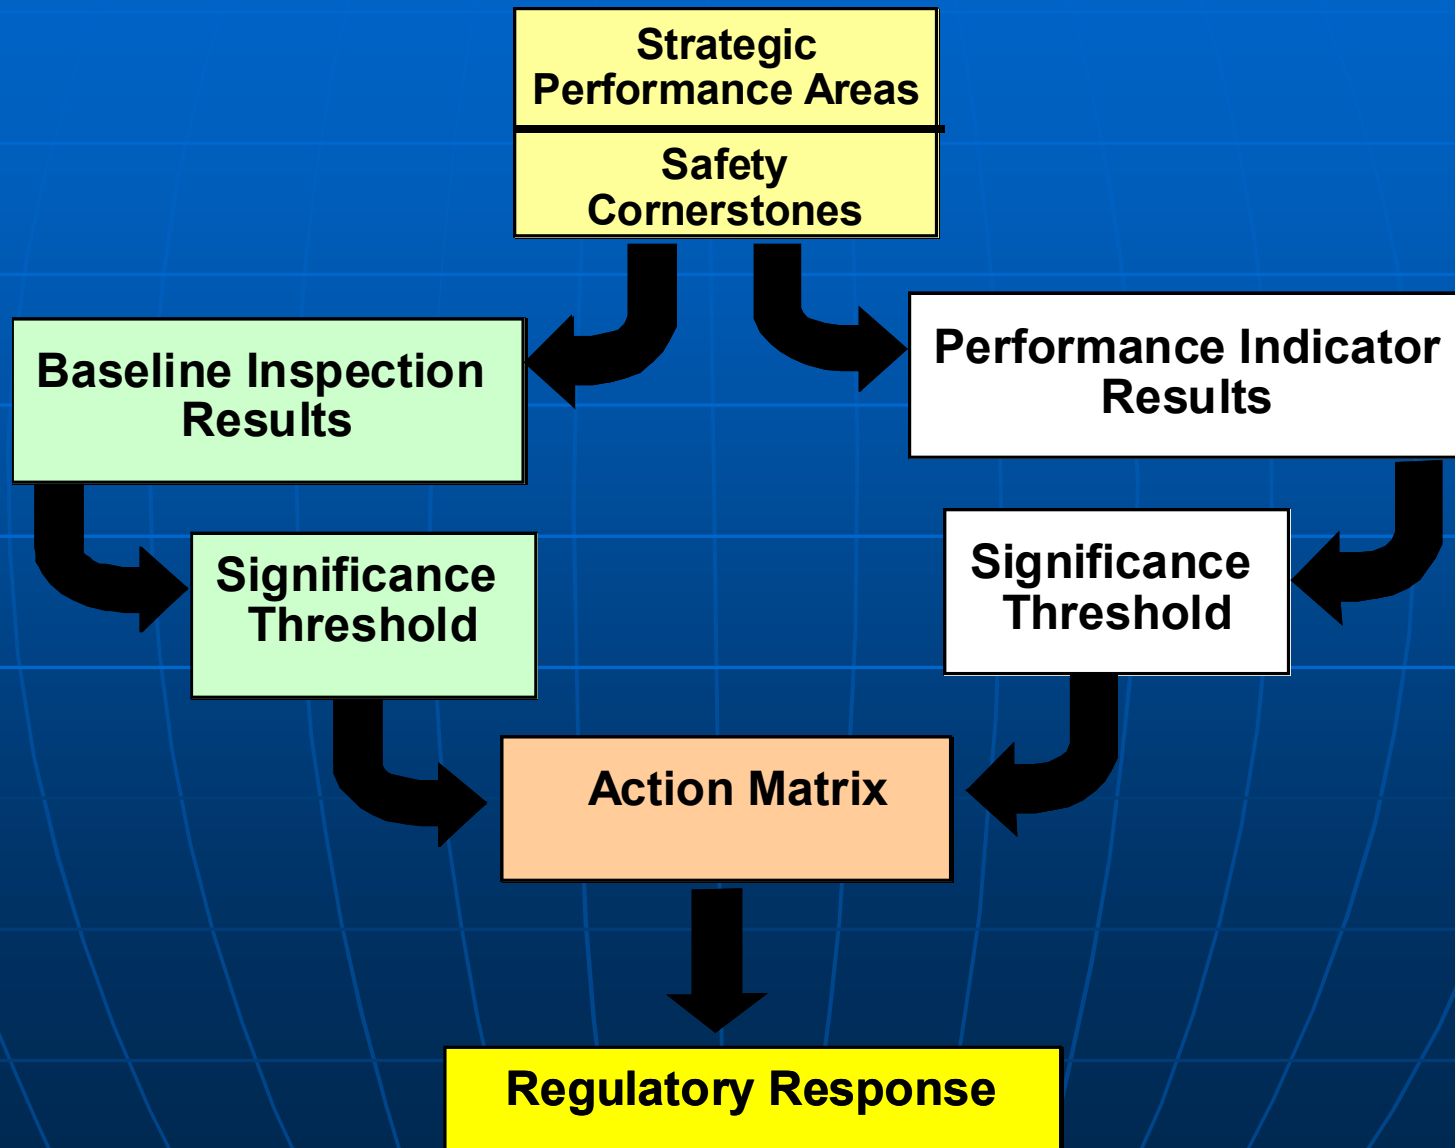 Strategic
Performance Areas
Safety
Cornerstones
Baseline Inspection
Results
Performance Indicator
Results
Significance
Threshold
Significance
Threshold
Action Matrix
Regulatory Response